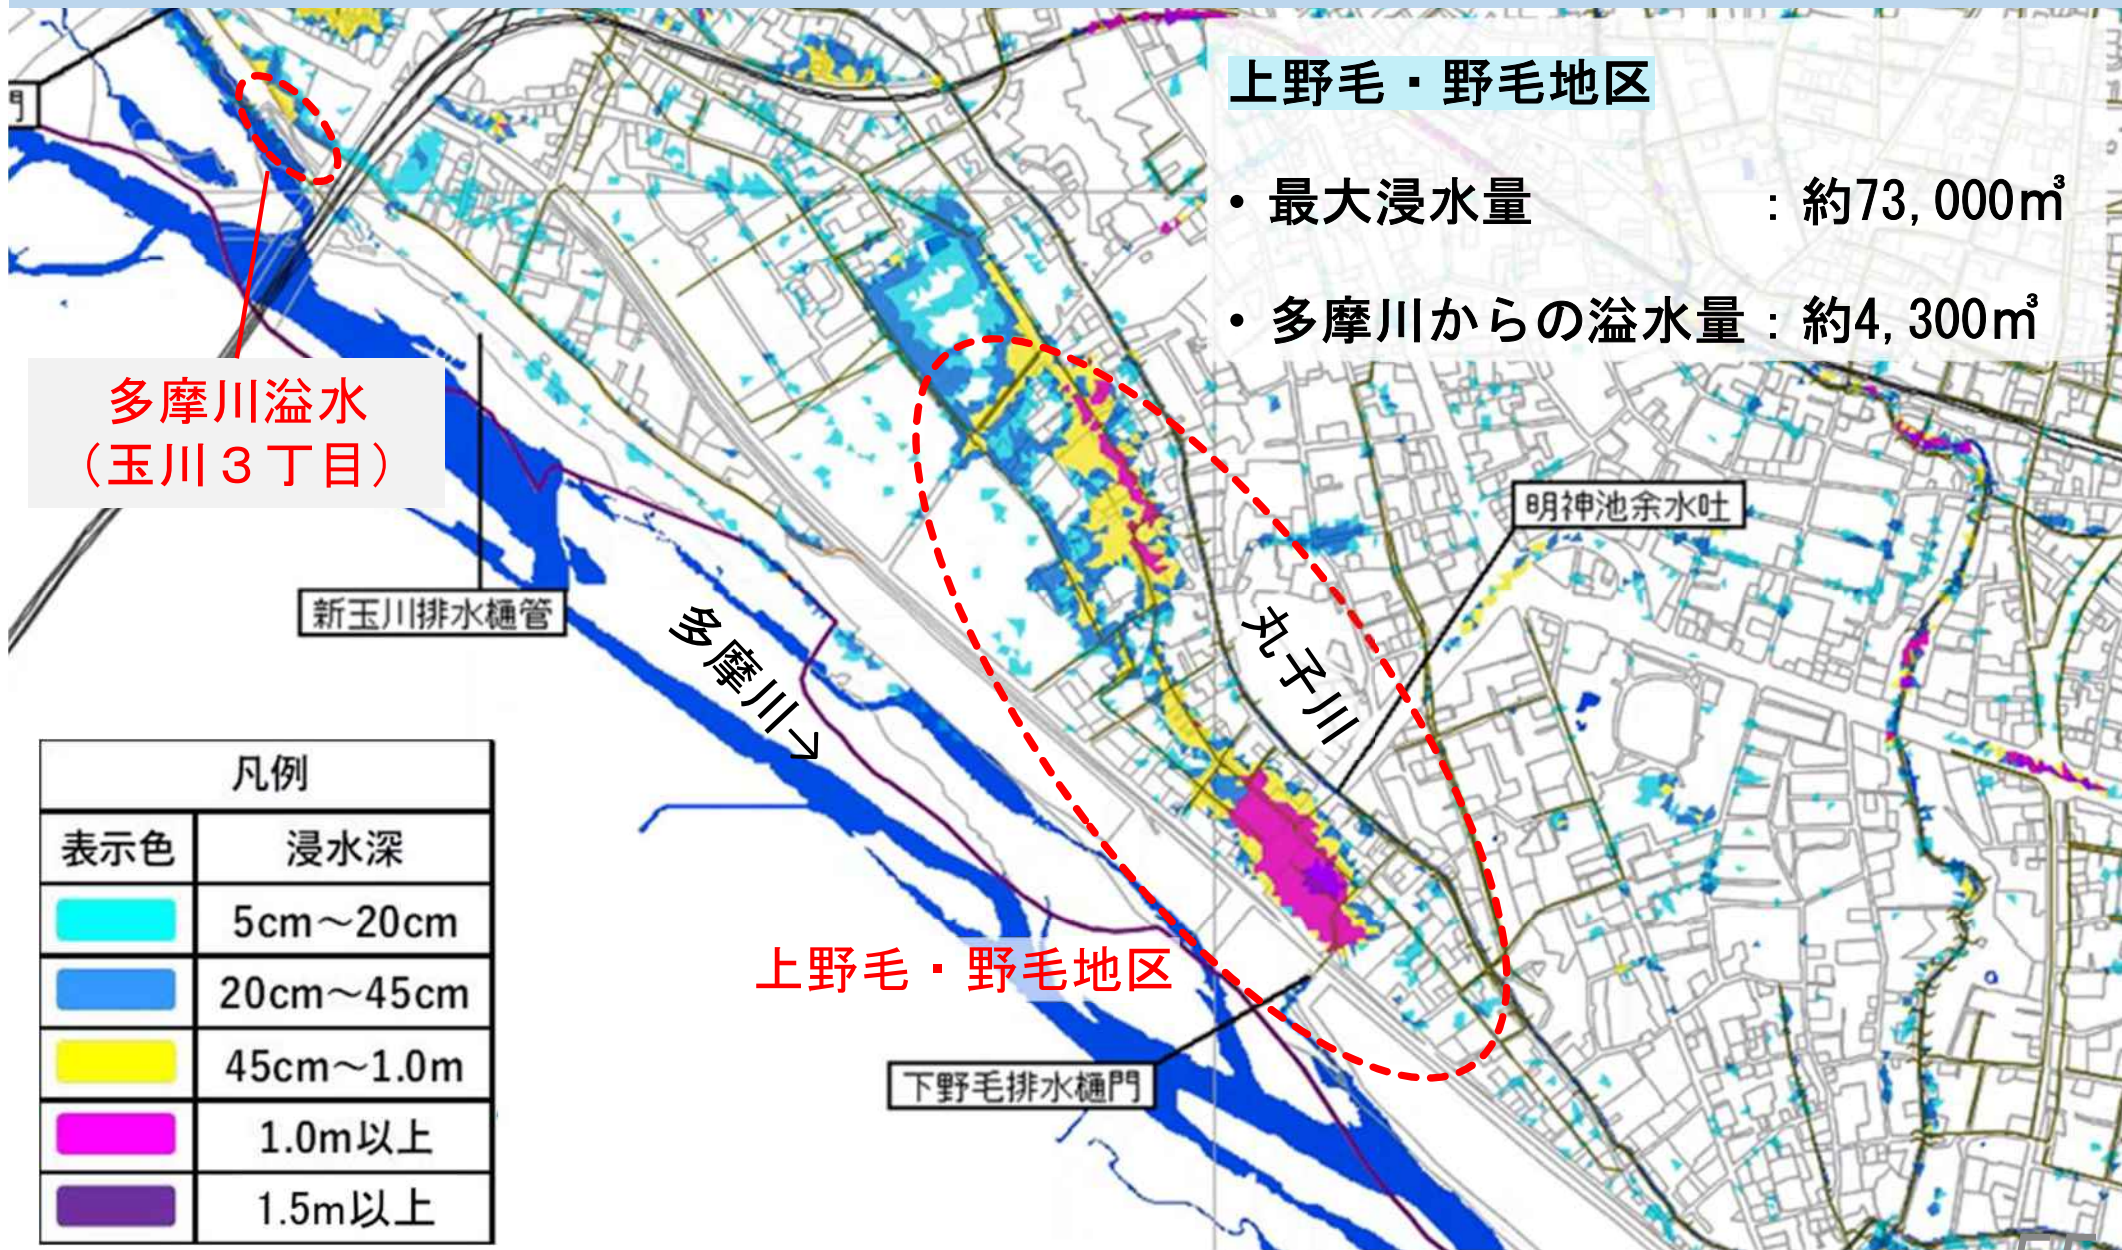 上野毛・野毛地区
• 最大浸水量 : 約73,000㎥
• 多摩川からの溢水量 : 約4,300㎥
門
多摩川溢水
（玉川３丁目）
明神池余水吐
新玉川排水樋管
多摩川→
丸子川
上野毛・野毛地区
下野毛排水樋門
凡例
表示色 浸水深
5cm～20cm
20cm～45cm
45cm～1.0m
1.0m以上
1.5m以上